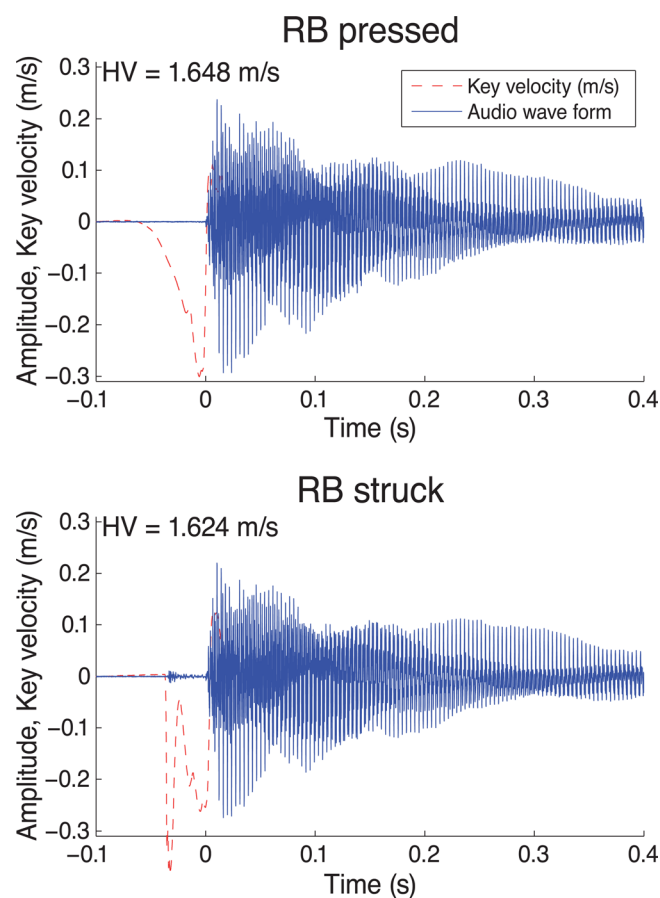 RB pressed
HV = 1.648 m/s
Key velocity (m/s)
Audio wave form
Amplitude, Key velocity (m/s)
0.3
0.2
0.1
0
−0.1
−0.2
−0.3
−0.1 0 0.1 0.2 0.3 0.4
Time (s)
RB struck
HV = 1.624 m/s
Amplitude, Key velocity (m/s)
0.3
0.2
0.1
0
−0.1
−0.2
−0.3
−0.1 0 0.1 0.2 0.3 0.4
Time (s)